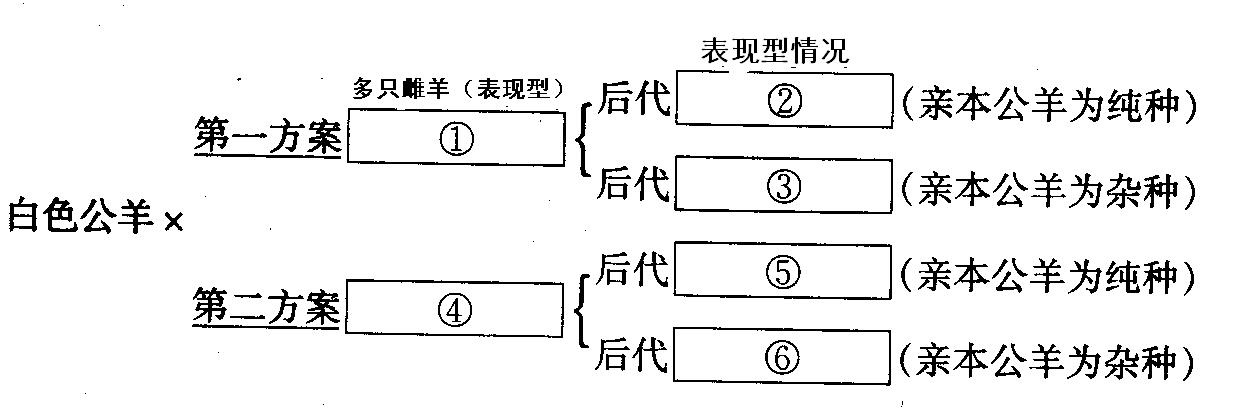 表现型情况
多只雌羊（表现型）
后代 ② (亲本公羊为纯种)
第一方案 ①
后代 ③ (亲本公羊为杂种)
白色公羊 ×
后代 ⑤ (亲本公羊为纯种)
第二方案 ④
后代 ⑥ (亲本公羊为杂种)